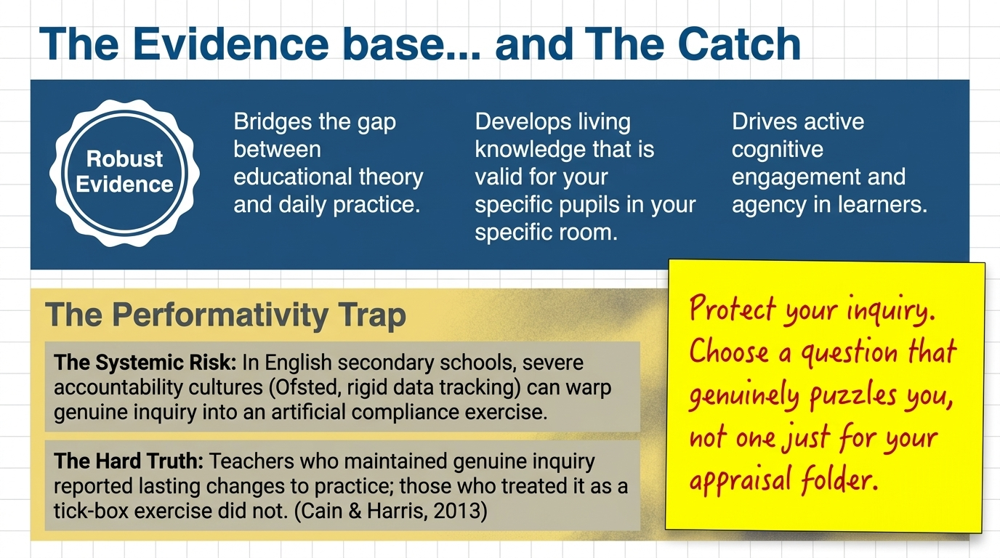 The Evidence base... and The Catch
Robust
Evidence
Bridges the gap
between
educational theory
and daily practice.
Develops living
knowledge that is
valid for your
specific pupils in your
specific room.
Drives active
cognitive
engagement and
agency in learners.
The Performativity Trap
The Systemic Risk: In English secondary schools, severe
accountability cultures (Ofsted, rigid data tracking) can warp
genuine inquiry into an artificial compliance exercise.
The Hard Truth: Teachers who maintained genuine inquiry
reported lasting changes to practice; those who treated it as a
tick-box exercise did not. (Cain & Harris, 2013)
Protect your inquiry.
Choose a question that
genuinely puzzles you,
not one just for your
appraisal folder.